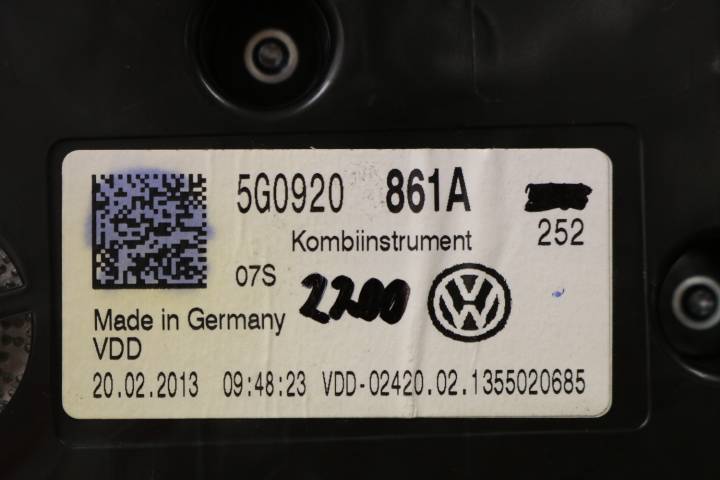 5G0920 861A
Kombiinstrument 252
07S 2200
Made in Germany
VDD
20.02.2013 09:48:23 VDD-02420.02.1355020685